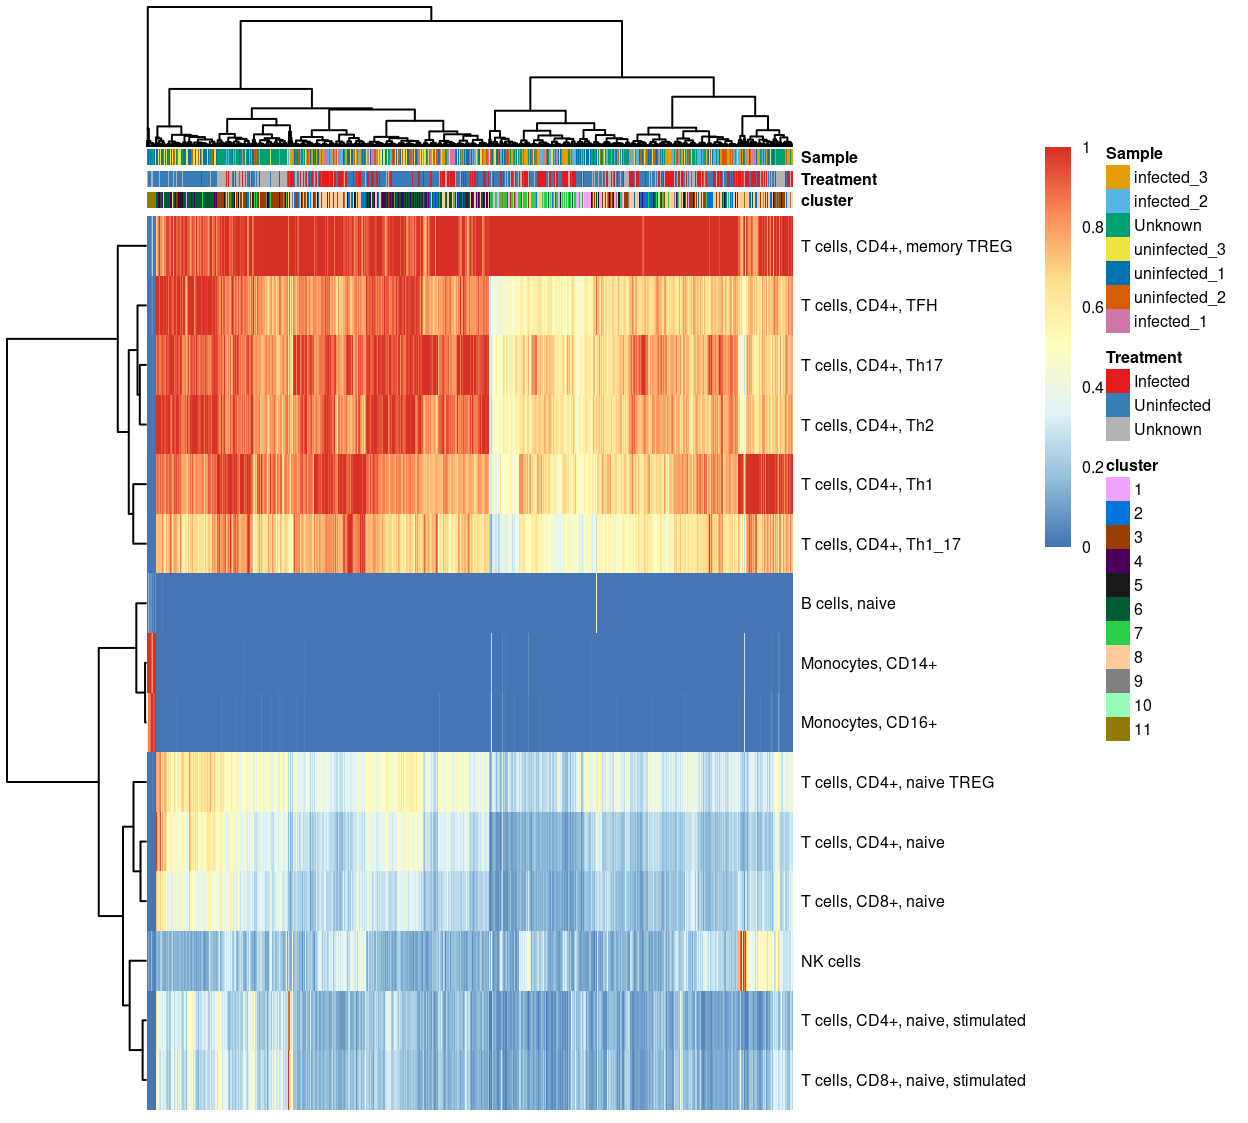 Sample
Treatment
cluster
T cells, CD4+, memory TREG
T cells, CD4+, TFH
T cells, CD4+, Th17
T cells, CD4+, Th2
T cells, CD4+, Th1
T cells, CD4+, Th1_17
B cells, naive
Monocytes, CD14+
Monocytes, CD16+
T cells, CD4+, naive TREG
T cells, CD4+, naive
T cells, CD8+, naive
NK cells
T cells, CD4+, naive, stimulated
T cells, CD8+, naive, stimulated
1
0.8
0.6
0.4
0.2
0
Sample
infected_3
infected_2
Unknown
uninfected_3
uninfected_1
uninfected_2
infected_1
Treatment
Infected
Uninfected
Unknown
cluster
1
2
3
4
5
6
7
8
9
10
11